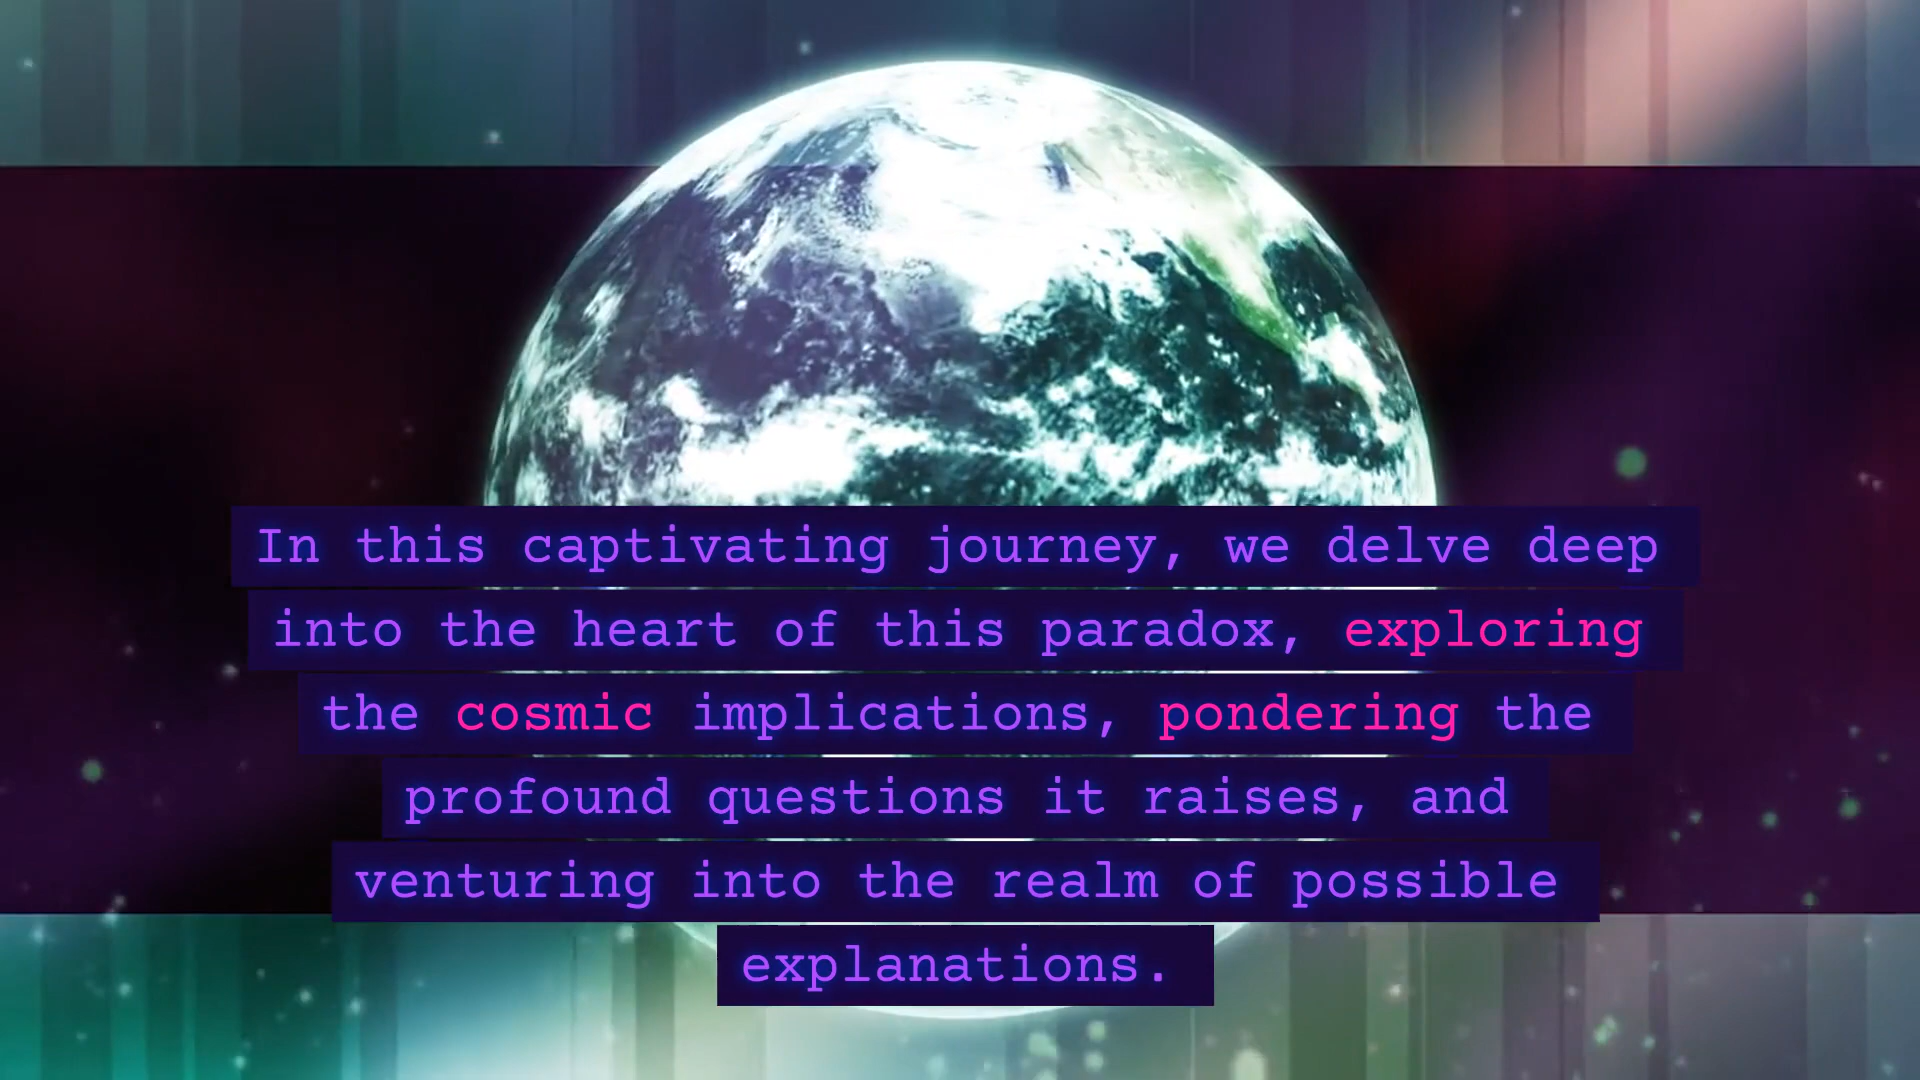 In this captivating journey, we delve deep
into the heart of this paradox, exploring
the cosmic implications, pondering the
profound questions it raises, and
venturing into the realm of possible
explanations.